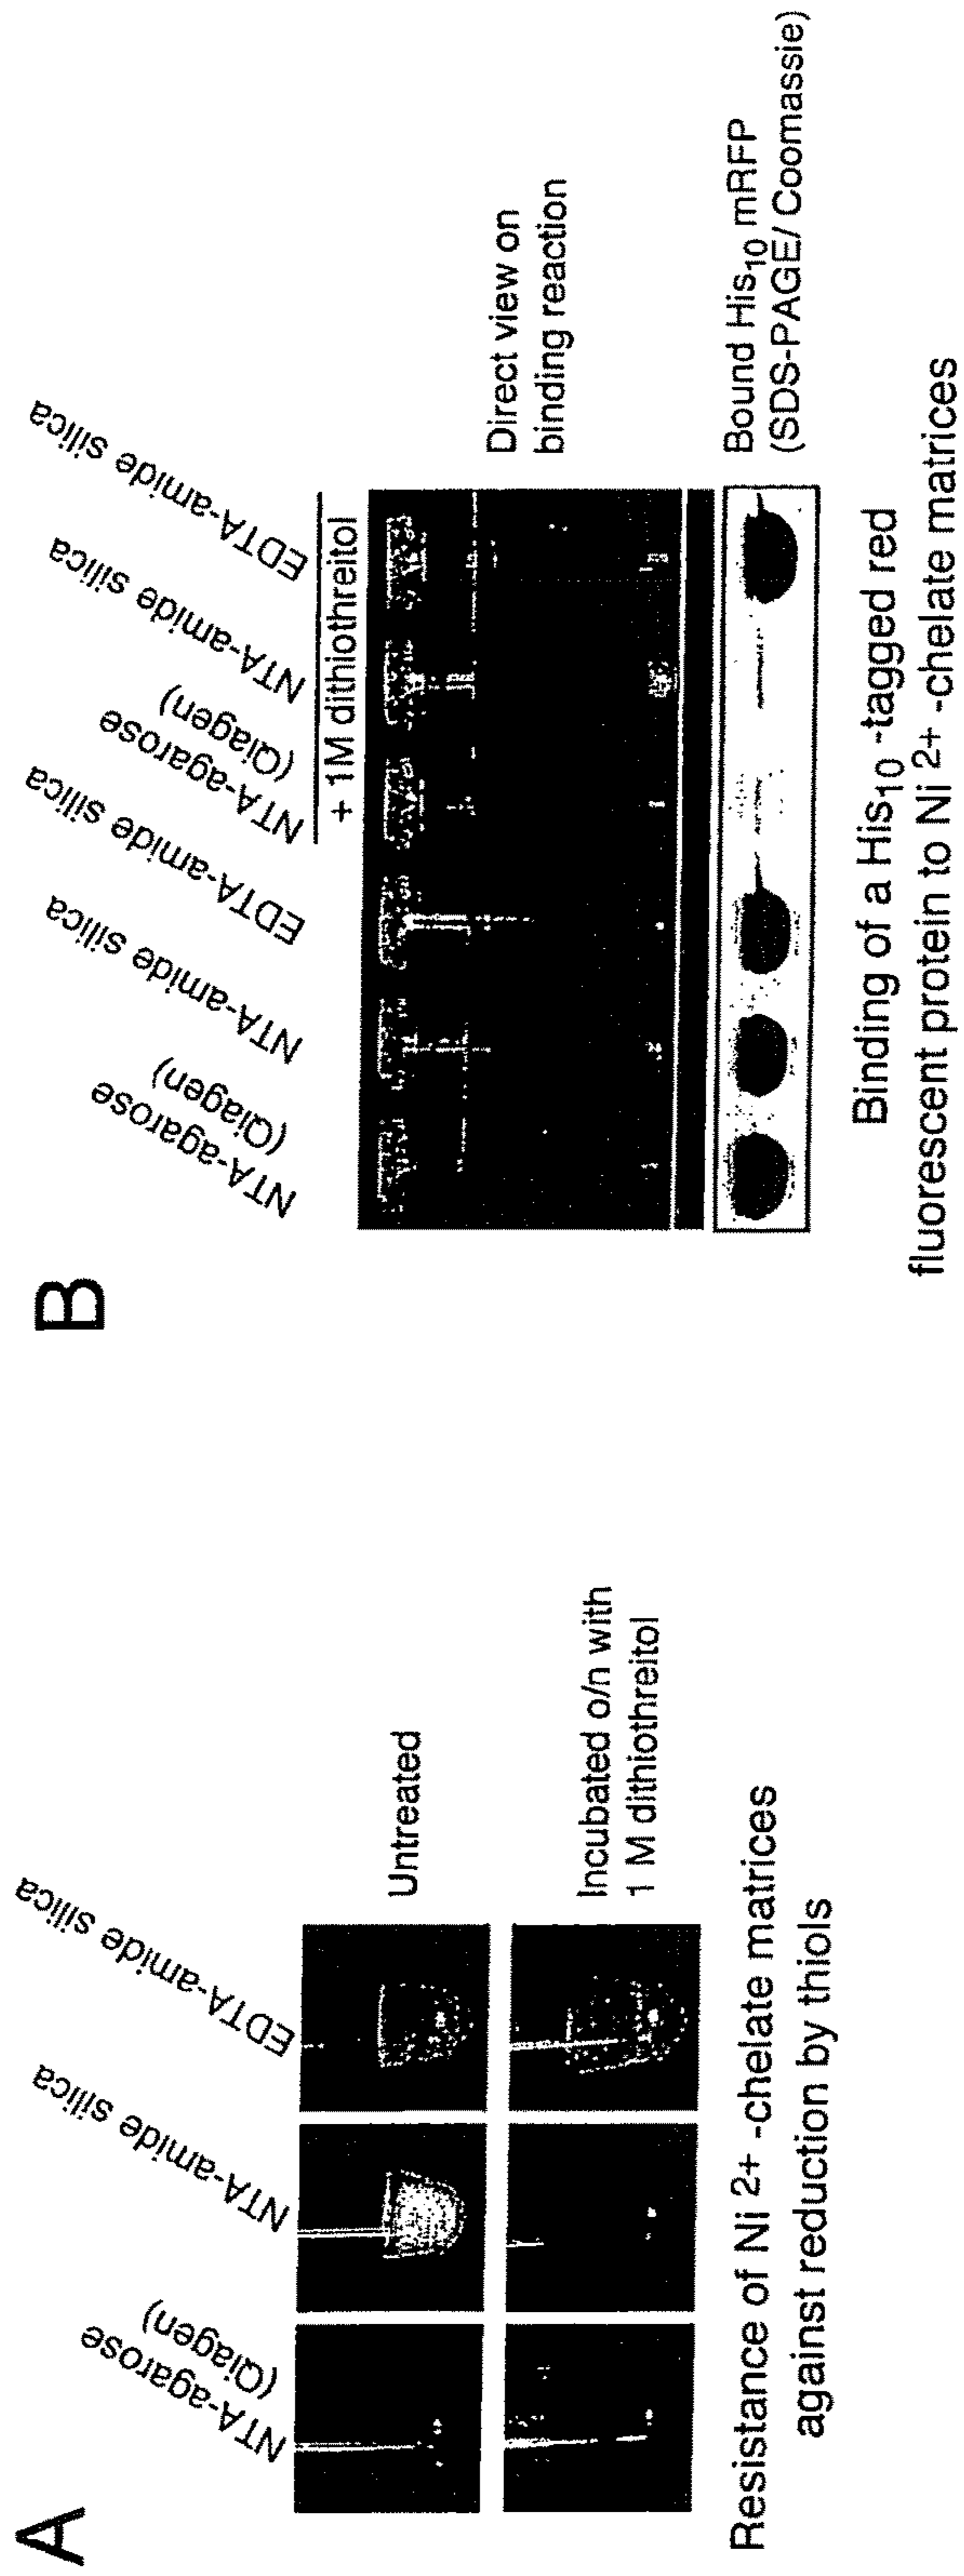 A
NTA-agarose
(Qiagen)
NTA-amide silica
EDTA-amide silica
Untreated
Incubated o/n with
1 M dithiothreitol
Resistance of Ni 2+ -chelate matrices
against reduction by thiols
B
NTA-agarose
(Qiagen)
NTA-amide silica
EDTA-amide silica
NTA-agarose
(Qiagen)
NTA-amide silica
EDTA-amide silica
+ 1M dithiothreitol
Direct view on
binding reaction
Bound His10 mRFP
(SDS-PAGE/ Coomassie)
Binding of a His10 -tagged red
fluorescent protein to Ni 2+ -chelate matrices